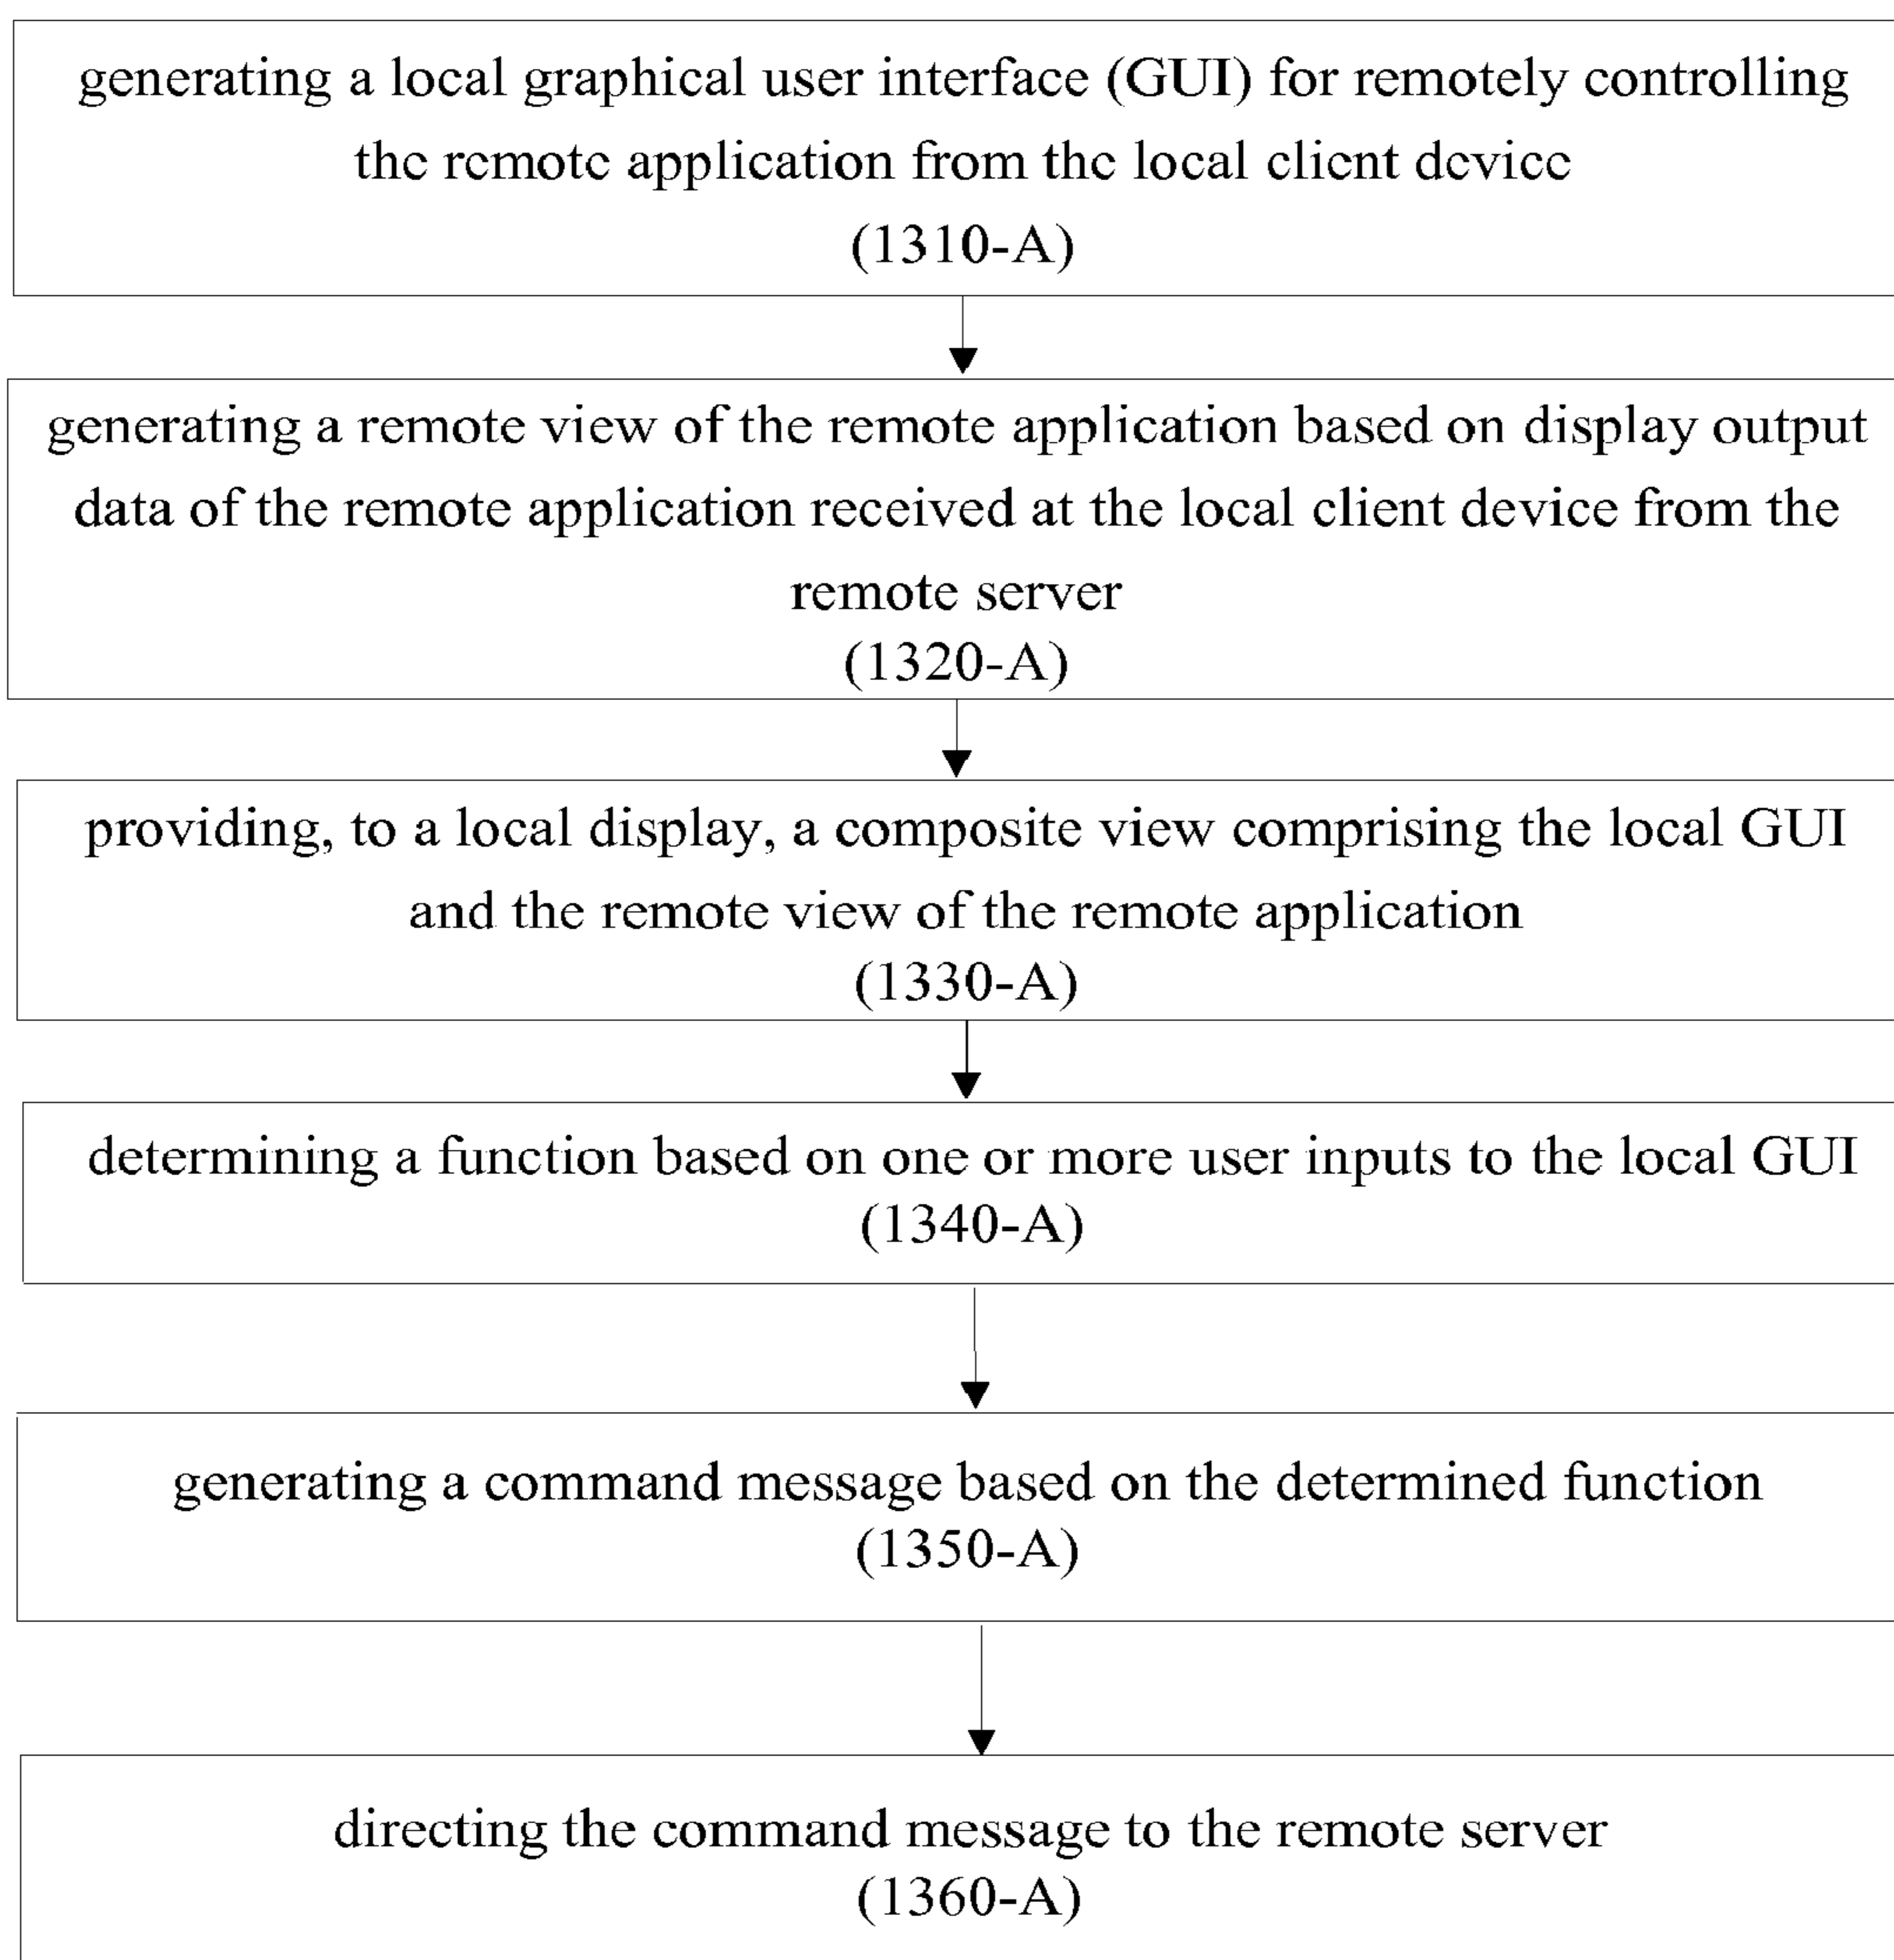 generating a local graphical user interface (GUI) for remotely controlling
the remote application from the local client device
(1310-A)
generating a remote view of the remote application based on display output
data of the remote application received at the local client device from the
remote server
(1320-A)
providing, to a local display, a composite view comprising the local GUI
and the remote view of the remote application
(1330-A)
determining a function based on one or more user inputs to the local GUI
(1340-A)
generating a command message based on the determined function
(1350-A)
directing the command message to the remote server
(1360-A)